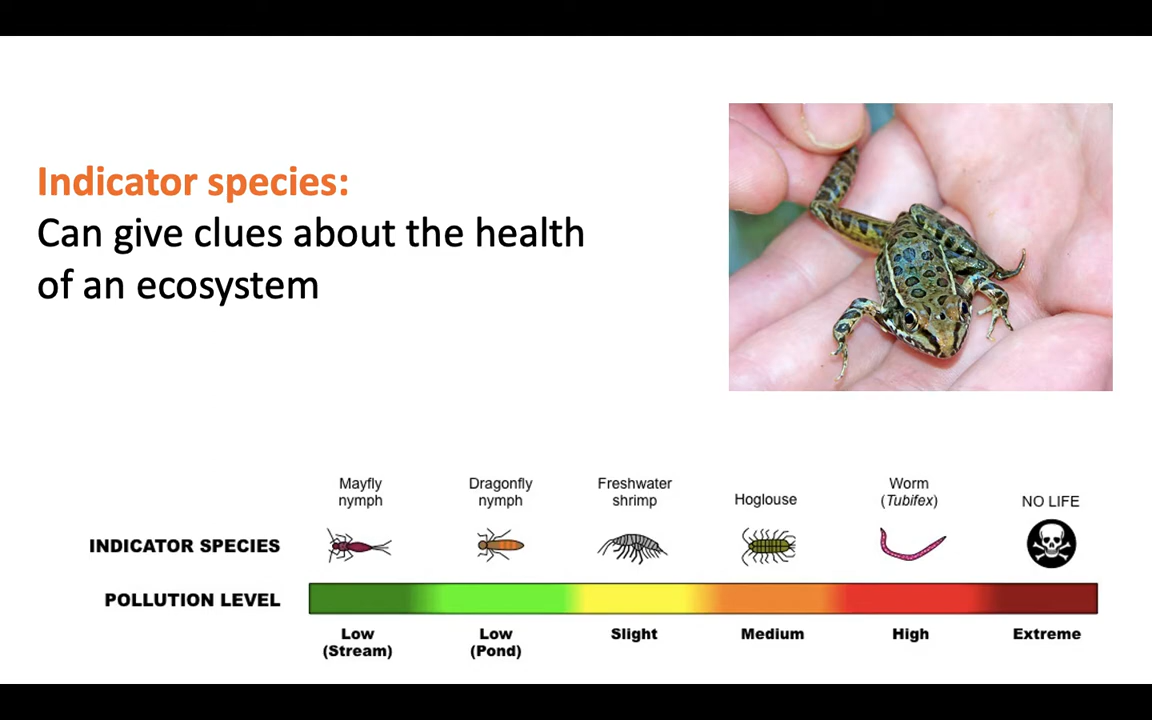 Indicator species:
Can give clues about the health
of an ecosystem
Mayfly
nymph
Dragonfly
nymph
Freshwater
shrimp
Hoglouse
Worm
(Tubifex)
NO LIFE
INDICATOR SPECIES
POLLUTION LEVEL
Low
(Stream)
Low
(Pond)
Slight
Medium
High
Extreme